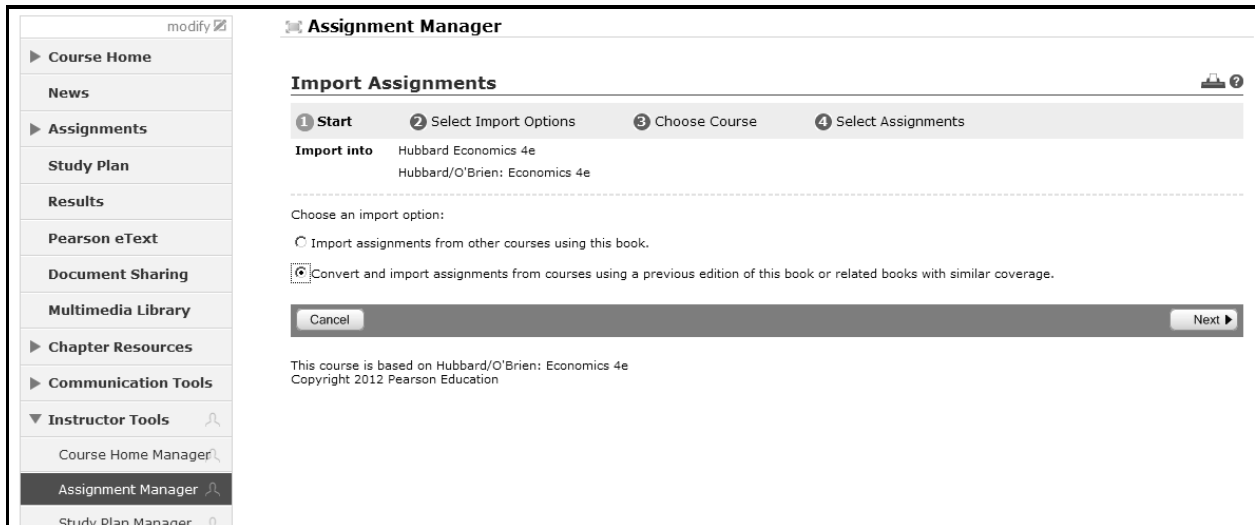 modify
Course Home
News
Assignments
Study Plan
Results
Pearson eText
Document Sharing
Multimedia Library
Chapter Resources
Communication Tools
Instructor Tools
Course Home Manager
Assignment Manager
Study Plan Manager
Assignment Manager
Import Assignments
?
1 Start 2 Select Import Options 3 Choose Course 4 Select Assignments
Import into Hubbard Economics 4e
Hubbard/O'Brien: Economics 4e
Choose an import option:
Import assignments from other courses using this book.
Convert and import assignments from courses using a previous edition of this book or related books with similar coverage.
Cancel Next
This course is based on Hubbard/O'Brien: Economics 4e
Copyright 2012 Pearson Education